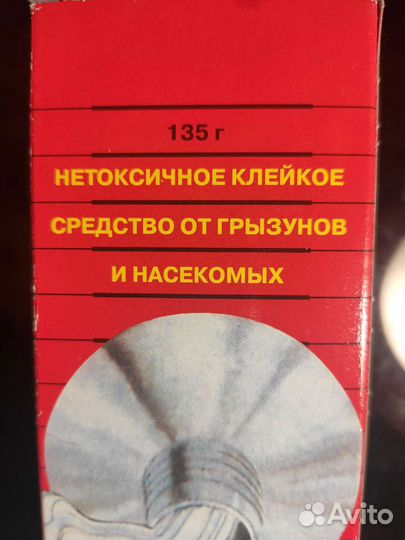 135 г
НЕТОКСИЧНОЕ КЛЕЙКОЕ
СРЕДСТВО ОТ ГРЫЗУНОВ
И НАСЕКОМЫХ
Avito